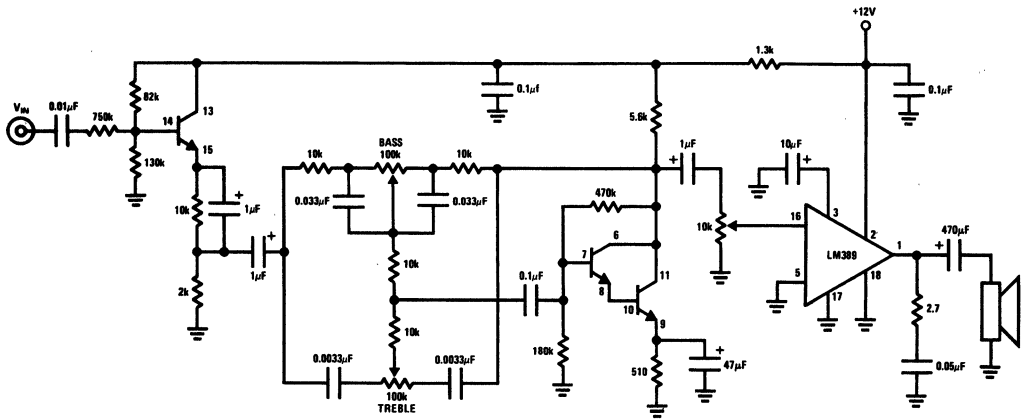 +12V
1.3k
V_IN
0.01μF
750k
82k
14
13
0.1μf
5.6k
0.1μF
15
130k
10k
BASS
100k
10k
1μF
10μF
10k
1μF
0.033μF
0.033μF
470k
10k
16
3
2
LM389
1
470μF
1μF
2k
10k
0.1μF
7
6
8
11
10
9
5
17
18
2.7
10k
180k
510
47μF
0.05μF
0.0033μF
0.0033μF
100k
TREBLE